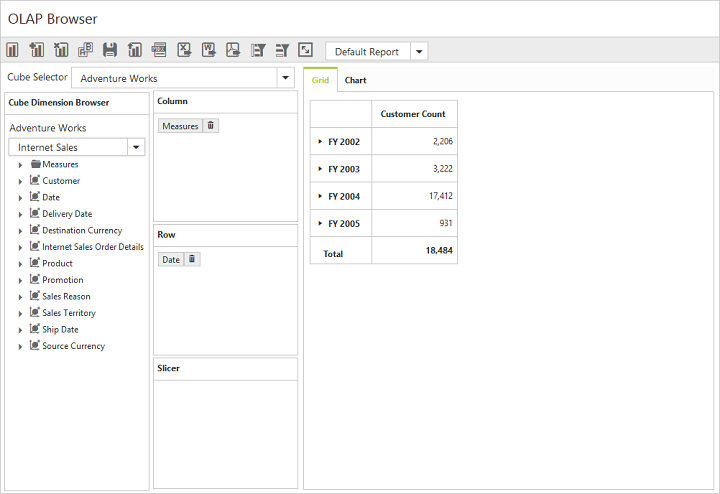 OLAP Browser
Default Report
Cube Selector
Adventure Works
Cube Dimension Browser
Adventure Works
Internet Sales
Measures
Customer
Date
Delivery Date
Destination Currency
Internet Sales Order Details
Product
Promotion
Sales Reason
Sales Territory
Ship Date
Source Currency
Column
Measures
Row
Date
Slicer
Grid Chart
Customer Count
FY 2002 2,206
FY 2003 3,222
FY 2004 17,412
FY 2005 931
Total 18,484